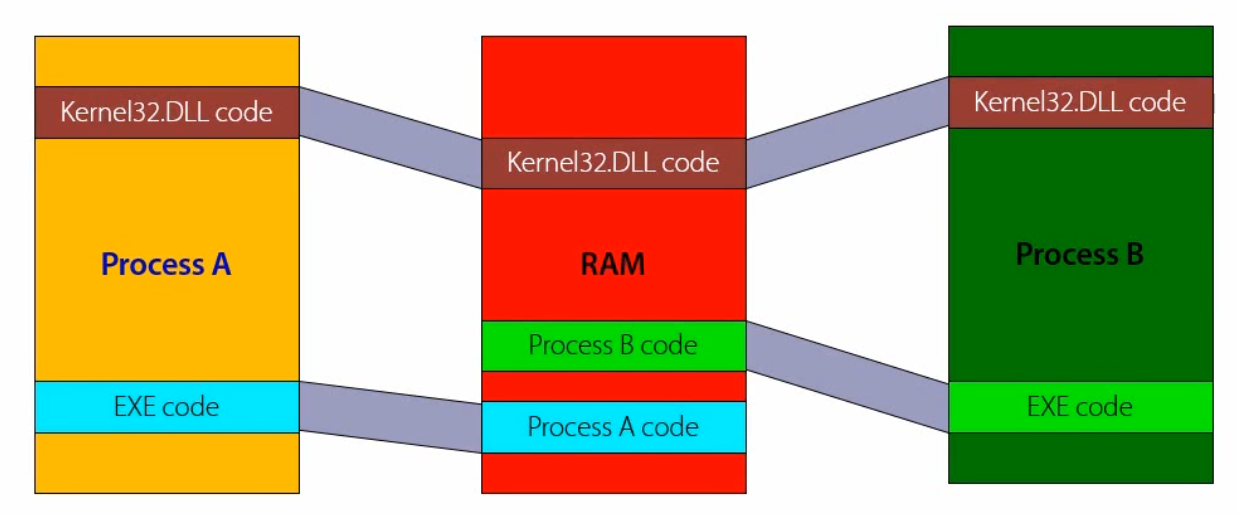 Kernel32.DLL code
Process A
EXE code
Kernel32.DLL code
RAM
Process B code
Process A code
Kernel32.DLL code
Process B
EXE code